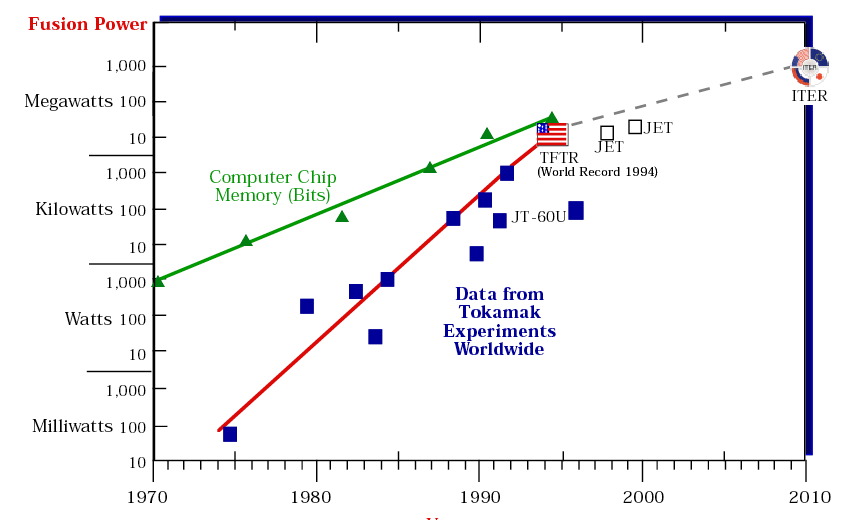 Fusion Power
1,000
Megawatts 100
10
1,000
Kilowatts 100
10
1,000
Watts 100
10
1,000
Milliwatts 100
10
Computer Chip
Memory (Bits)
TFTR
(World Record 1994)
JET
JET
ITER
ITER
JT-60U
Data from
Tokamak
Experiments
Worldwide
1970 1980 1990 2000 2010